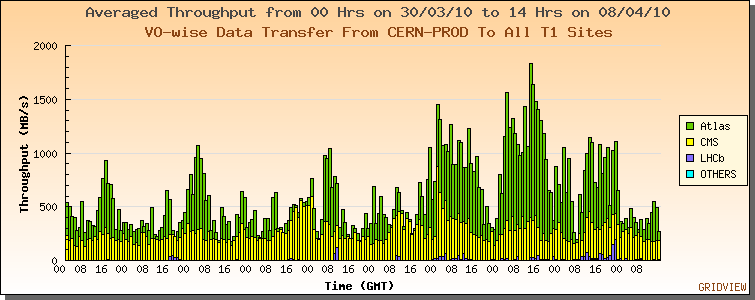 Averaged Throughput from 00 Hrs on 30/03/10 to 14 Hrs on 08/04/10
VO-wise Data Transfer From CERN-PROD To All T1 Sites
Throughput (MB/s)
2000
1500
1000
500
0
00 08 16 00 08 16 00 08 16 00 08 16 00 08 16 00 08 16 00 08 16 00 08 16 00 08 16 00 08
Time (GMT)
Atlas
CMS
LHCb
OTHERS
GRIDVIEW